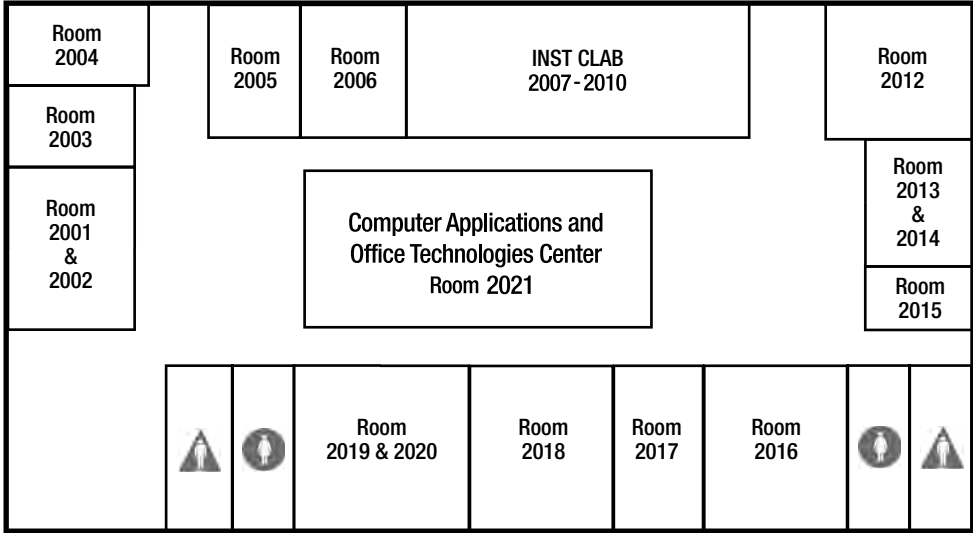 Room
2004
Room
2005
Room
2006
INST CLAB
2007-2010
Room
2012
Room
2003
Room
2001
&
2002
Computer Applications and
Office Technologies Center
Room 2021
Room
2013
&
2014
Room
2015
Room
2019 & 2020
Room
2018
Room
2017
Room
2016